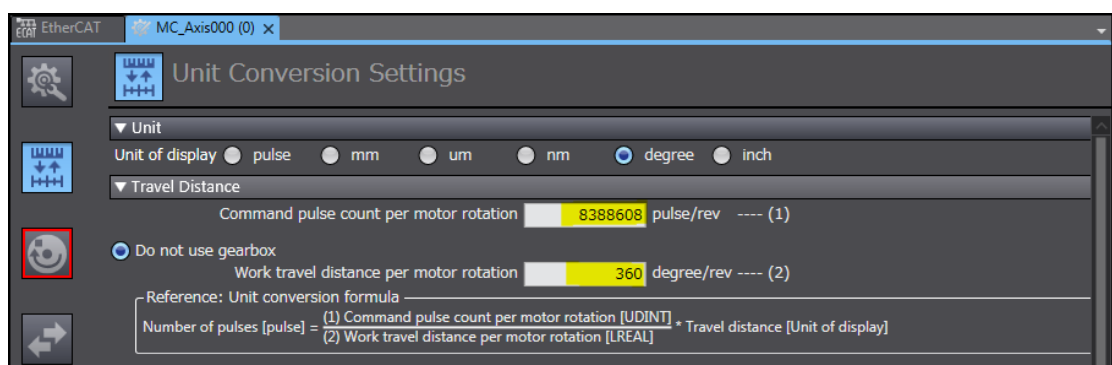 ECAT EtherCAT MC_Axis000 (0) x
Unit Conversion Settings
▼ Unit
Unit of display pulse mm um nm degree inch
▼ Travel Distance
Command pulse count per motor rotation 8388608 pulse/rev ---- (1)
Do not use gearbox
Work travel distance per motor rotation 360 degree/rev ---- (2)
Reference: Unit conversion formula
Number of pulses [pulse] = (1) Command pulse count per motor rotation [UDINT] * Travel distance [Unit of display]
(2) Work travel distance per motor rotation [LREAL]